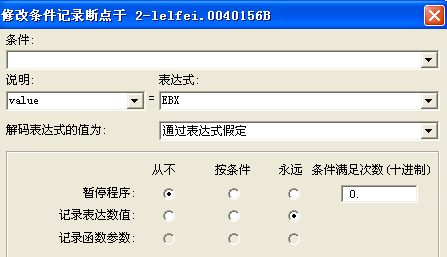 修改条件记录断点于 2-lelfei.0040156B
条件:
说明: 表达式:
value = EBX
解码表达式的值为: 通过表达式假定
从不 按条件 永远 条件满足次数(十进制)
暂停程序: 0.
记录表达数值:
记录函数参数: